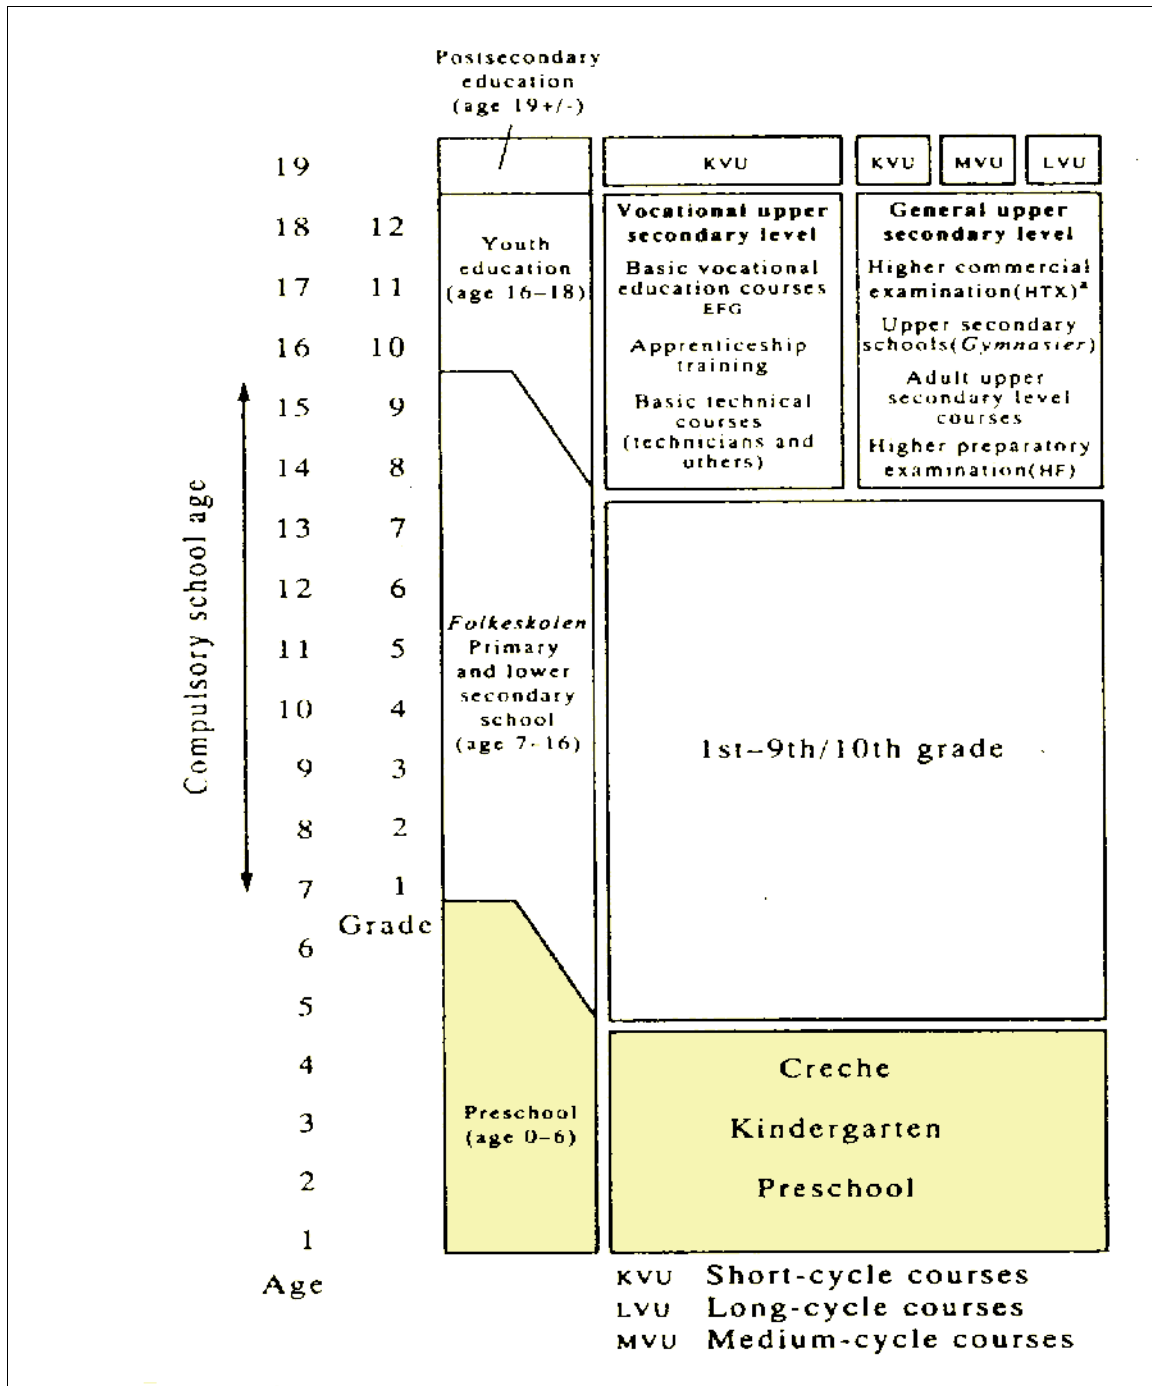 Postsecondary
education
(age 19+/-)
19
KVU
KVU
MVU
LVU
18 12
17 11
16 10
15 9
14 8
13 7
12 6
11 5
10 4
9 3
8 2
7 1
Grade
6
5
4
3
2
1
Age
Compulsory school age
Youth
education
(age 16–18)
Folkeskolen
Primary
and lower
secondary
school
(age 7–16)
Preschool
(age 0–6)
Vocational upper
secondary level
Basic vocational
education courses
EFG
Apprenticeship
training
Basic technical
courses
(technicians and
others)
General upper
secondary level
Higher commercial
examination(HTX)ª
Upper secondary
schools(Gymnasier)
Adult upper
secondary level
courses
Higher preparatory
examination(HF)
1st–9th/10th grade
Creche
Kindergarten
Preschool
KVU Short-cycle courses
LVU Long-cycle courses
MVU Medium-cycle courses